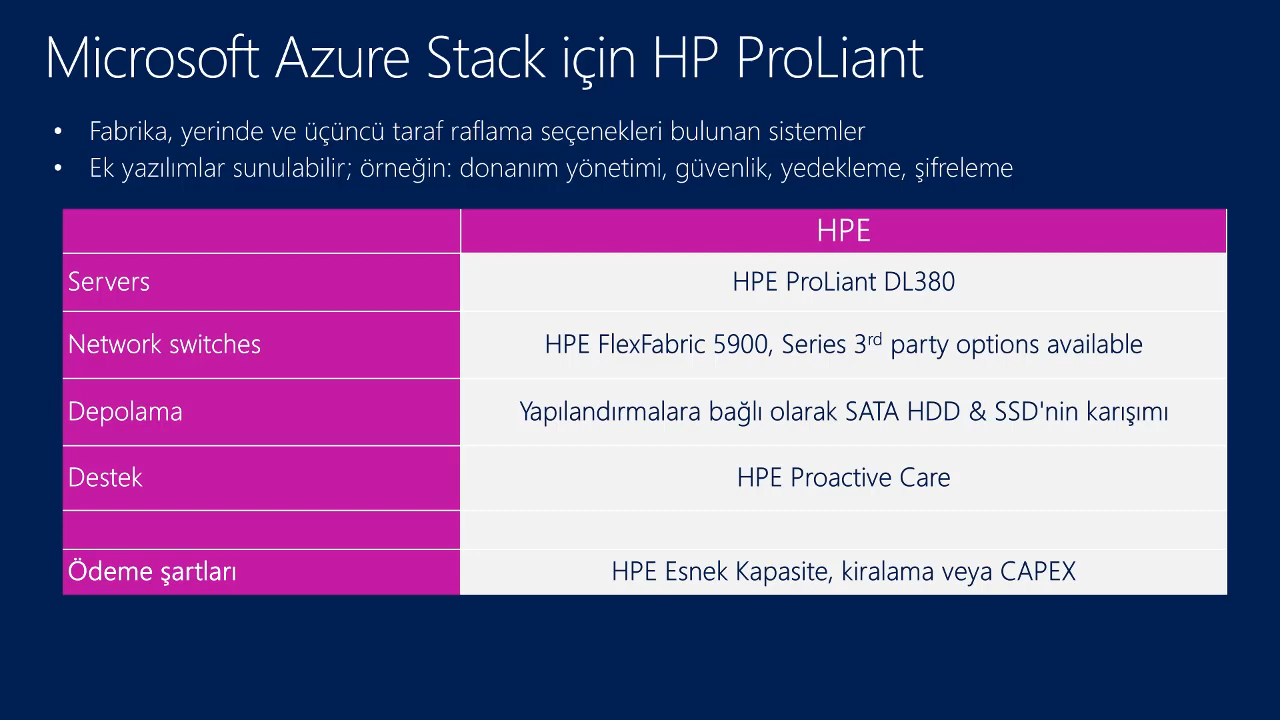 Microsoft Azure Stack için HP ProLiant
• Fabrika, yerinde ve üçüncü taraf raflama seçenekleri bulunan sistemler
• Ek yazılımlar sunulabilir; örneğin: donanım yönetimi, güvenlik, yedekleme, şifreleme
HPE
Servers HPE ProLiant DL380
Network switches HPE FlexFabric 5900, Series 3rd party options available
Depolama Yapılandırmalara bağlı olarak SATA HDD & SSD'nin karışımı
Destek HPE Proactive Care
Ödeme şartları HPE Esnek Kapasite, kiralama veya CAPEX